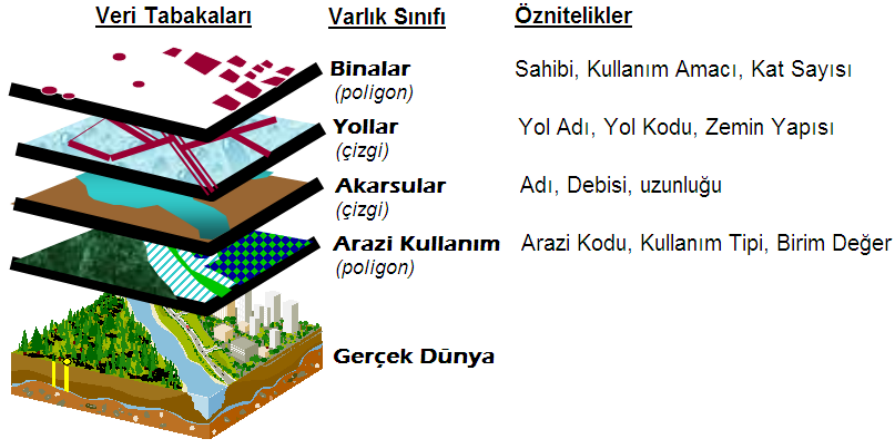 Veri Tabakaları Varlık Sınıfı Öznitelikler
Binalar Sahibi, Kullanım Amacı, Kat Sayısı
(poligon)
Yollar Yol Adı, Yol Kodu, Zemin Yapısı
(çizgi)
Akarsular Adı, Debisi, uzunluğu
(çizgi)
Arazi Kullanım Arazi Kodu, Kullanım Tipi, Birim Değer
(poligon)
Gerçek Dünya